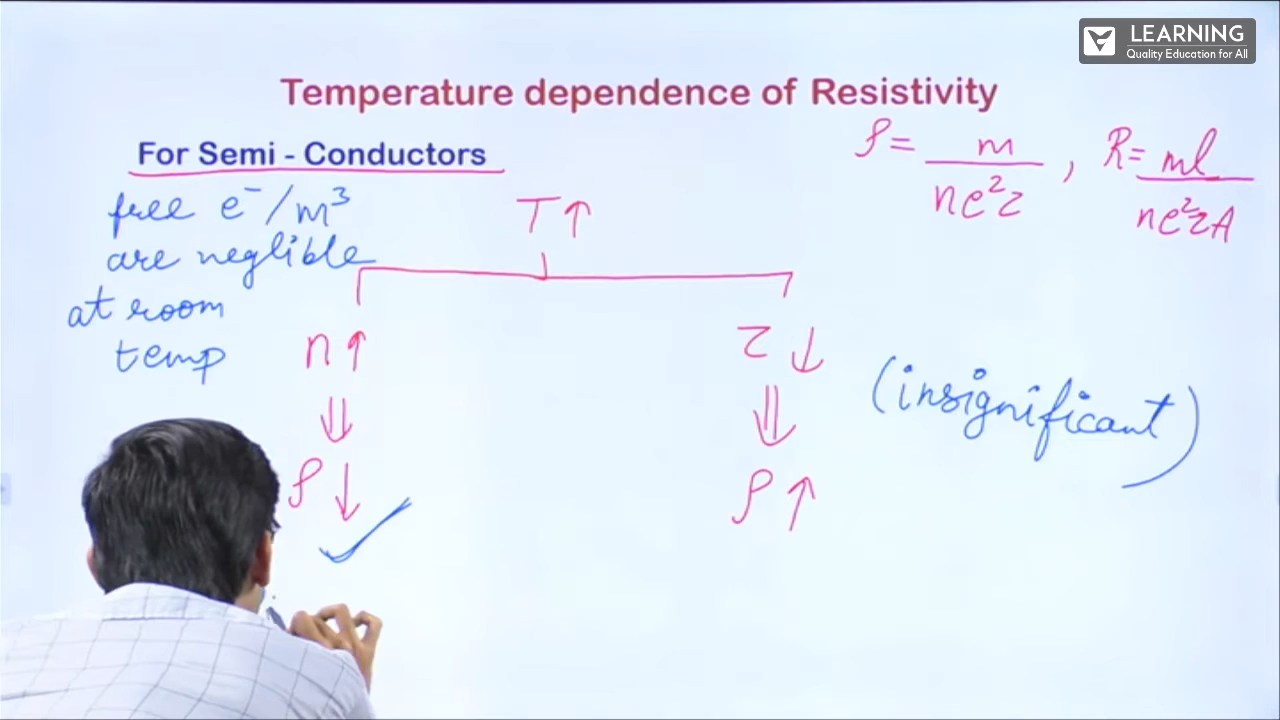 LEARNING
Quality Education for All
Temperature dependence of Resistivity
For Semi - Conductors
ρ = m / ne²τ , R = ml / ne²τA
free e⁻/m³
are neglible
at room
temp
T↑
n↑
τ↓
(insignificant)
⇓
⇓
ρ↓
ρ↑
✓